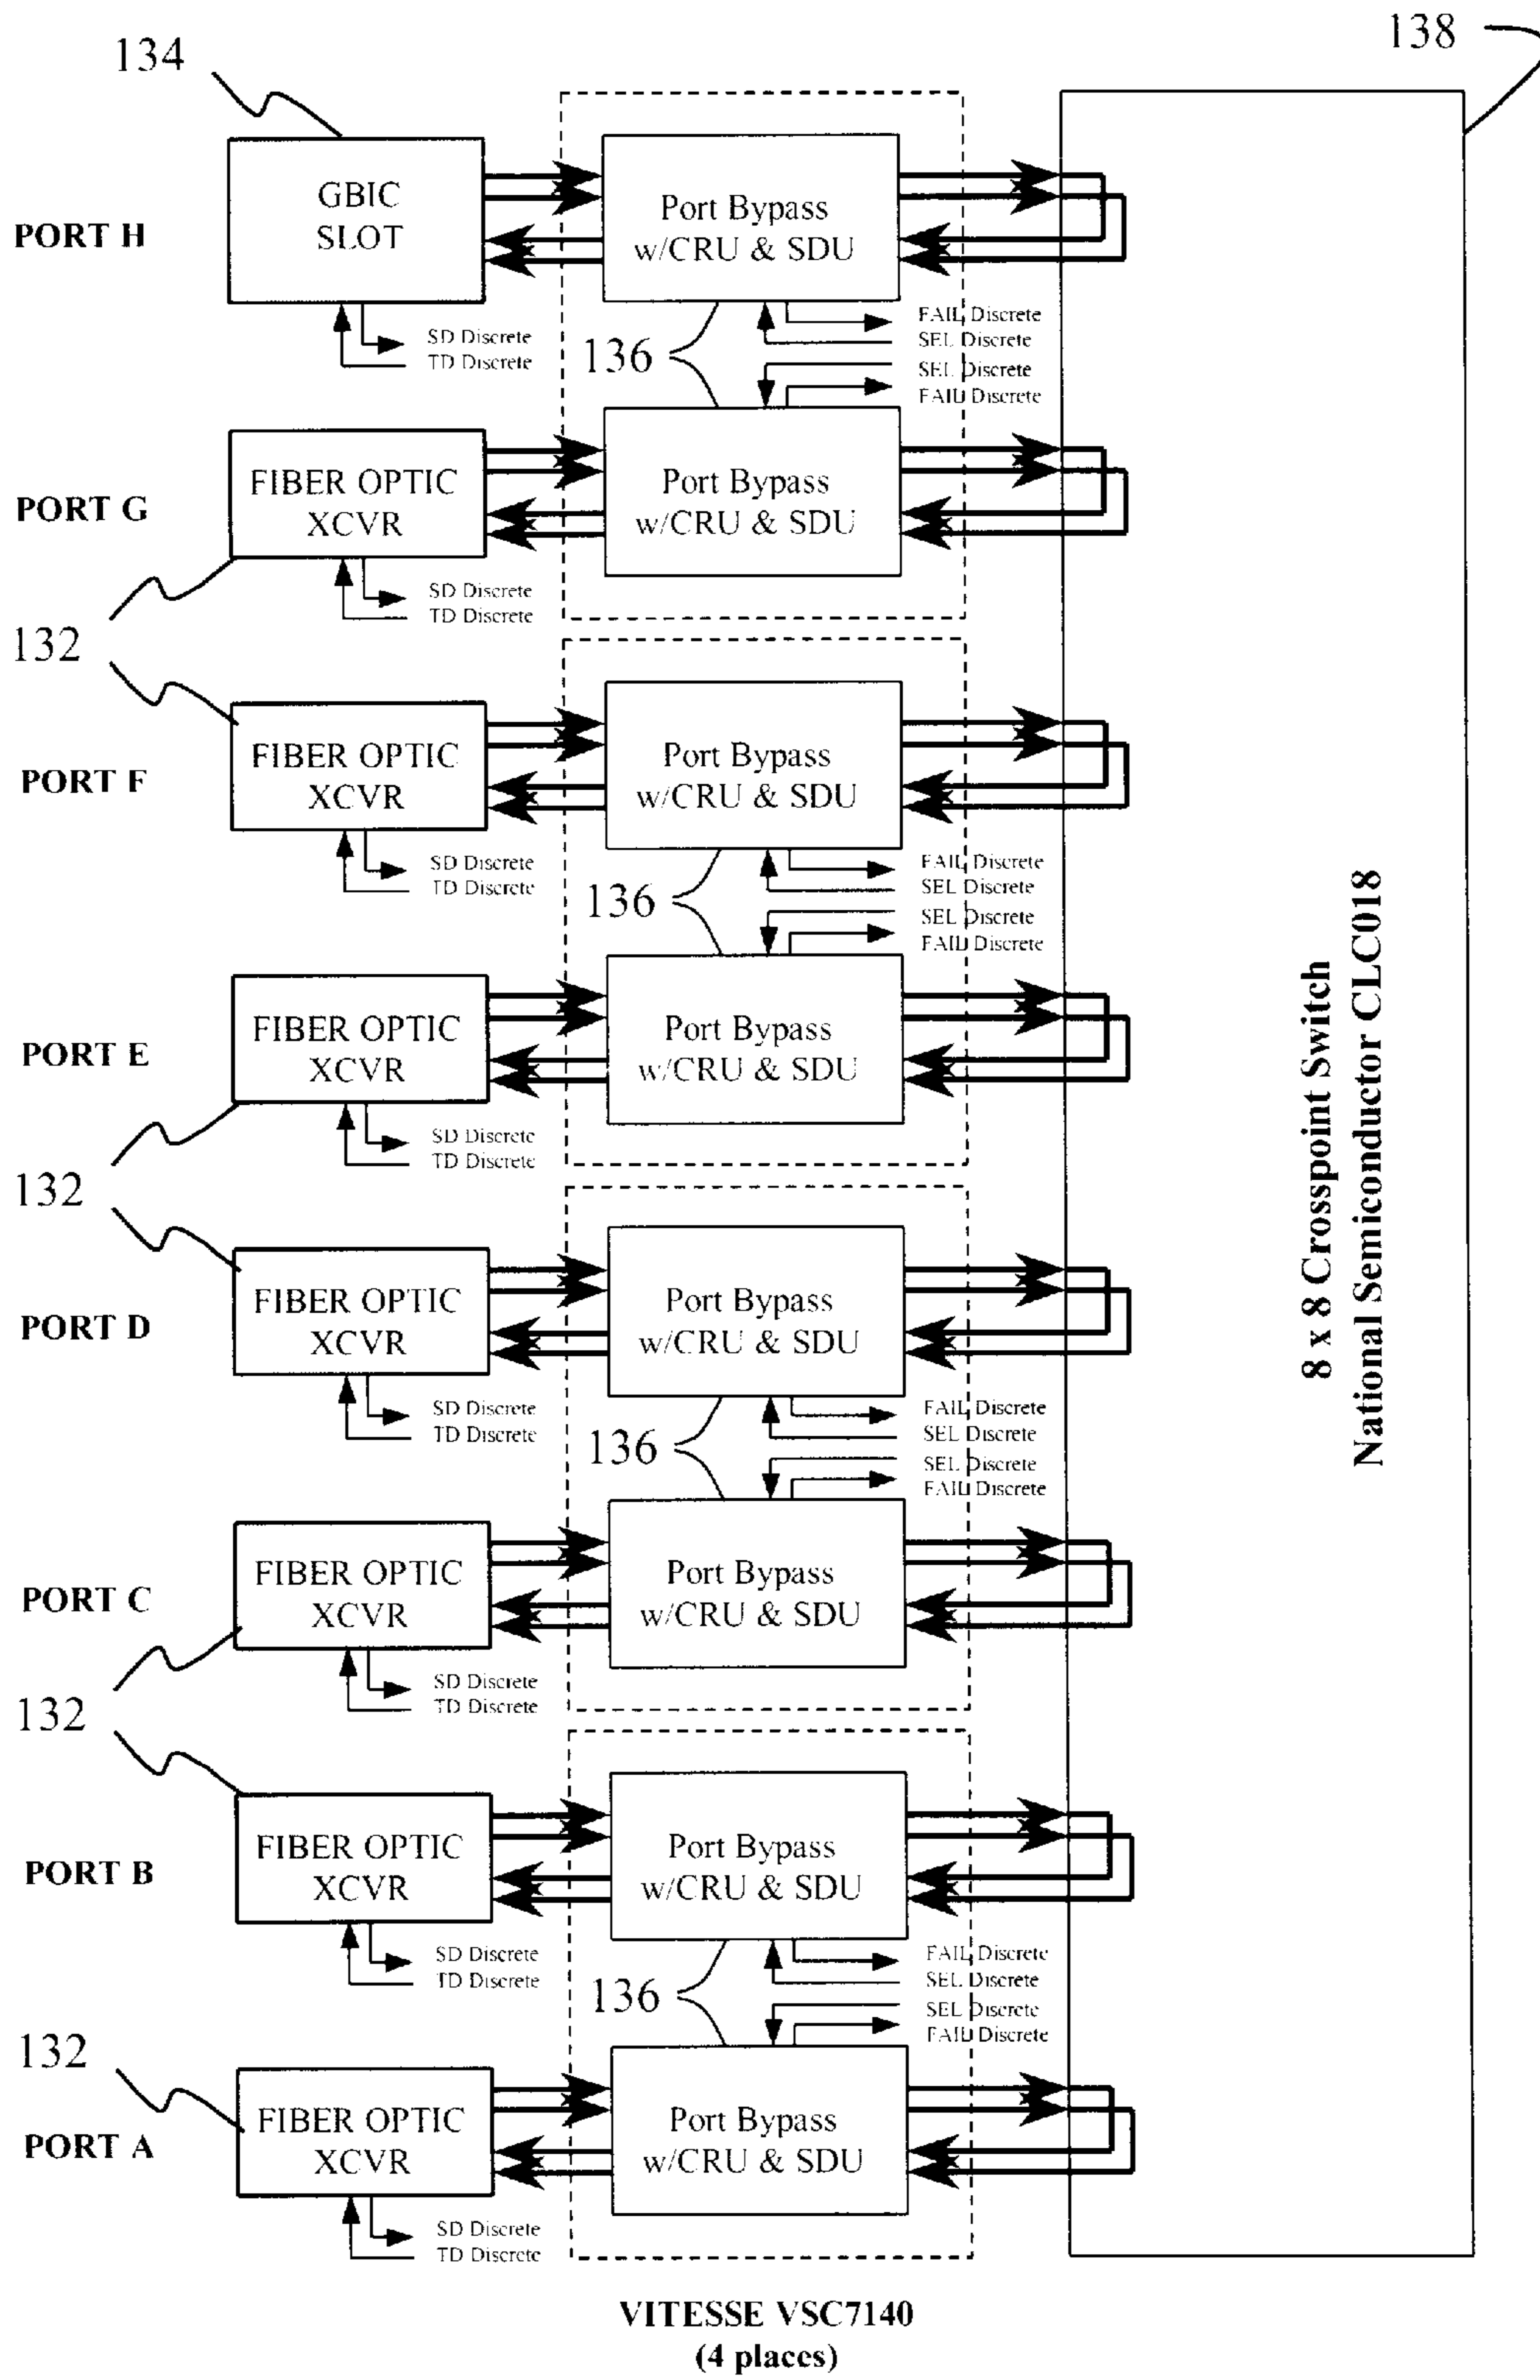 134
138
GBIC
SLOT
Port Bypass
w/CRU & SDU
PORT H
SD Discrete
TD Discrete
136
FAIL Discrete
SEL Discrete
SEL Discrete
FAIL Discrete
FIBER OPTIC
XCVR
Port Bypass
w/CRU & SDU
PORT G
SD Discrete
TD Discrete
132
FIBER OPTIC
XCVR
Port Bypass
w/CRU & SDU
PORT F
SD Discrete
TD Discrete
136
FAIL Discrete
SEL Discrete
SEL Discrete
FAIL Discrete
FIBER OPTIC
XCVR
Port Bypass
w/CRU & SDU
PORT E
SD Discrete
TD Discrete
132
8 x 8 Crosspoint Switch
National Semiconductor CLC018
FIBER OPTIC
XCVR
Port Bypass
w/CRU & SDU
PORT D
SD Discrete
TD Discrete
136
FAIL Discrete
SEL Discrete
SEL Discrete
FAIL Discrete
FIBER OPTIC
XCVR
Port Bypass
w/CRU & SDU
PORT C
SD Discrete
TD Discrete
132
FIBER OPTIC
XCVR
Port Bypass
w/CRU & SDU
PORT B
SD Discrete
TD Discrete
136
FAIL Discrete
SEL Discrete
SEL Discrete
FAIL Discrete
132
FIBER OPTIC
XCVR
Port Bypass
w/CRU & SDU
PORT A
SD Discrete
TD Discrete
VITESSE VSC7140
(4 places)